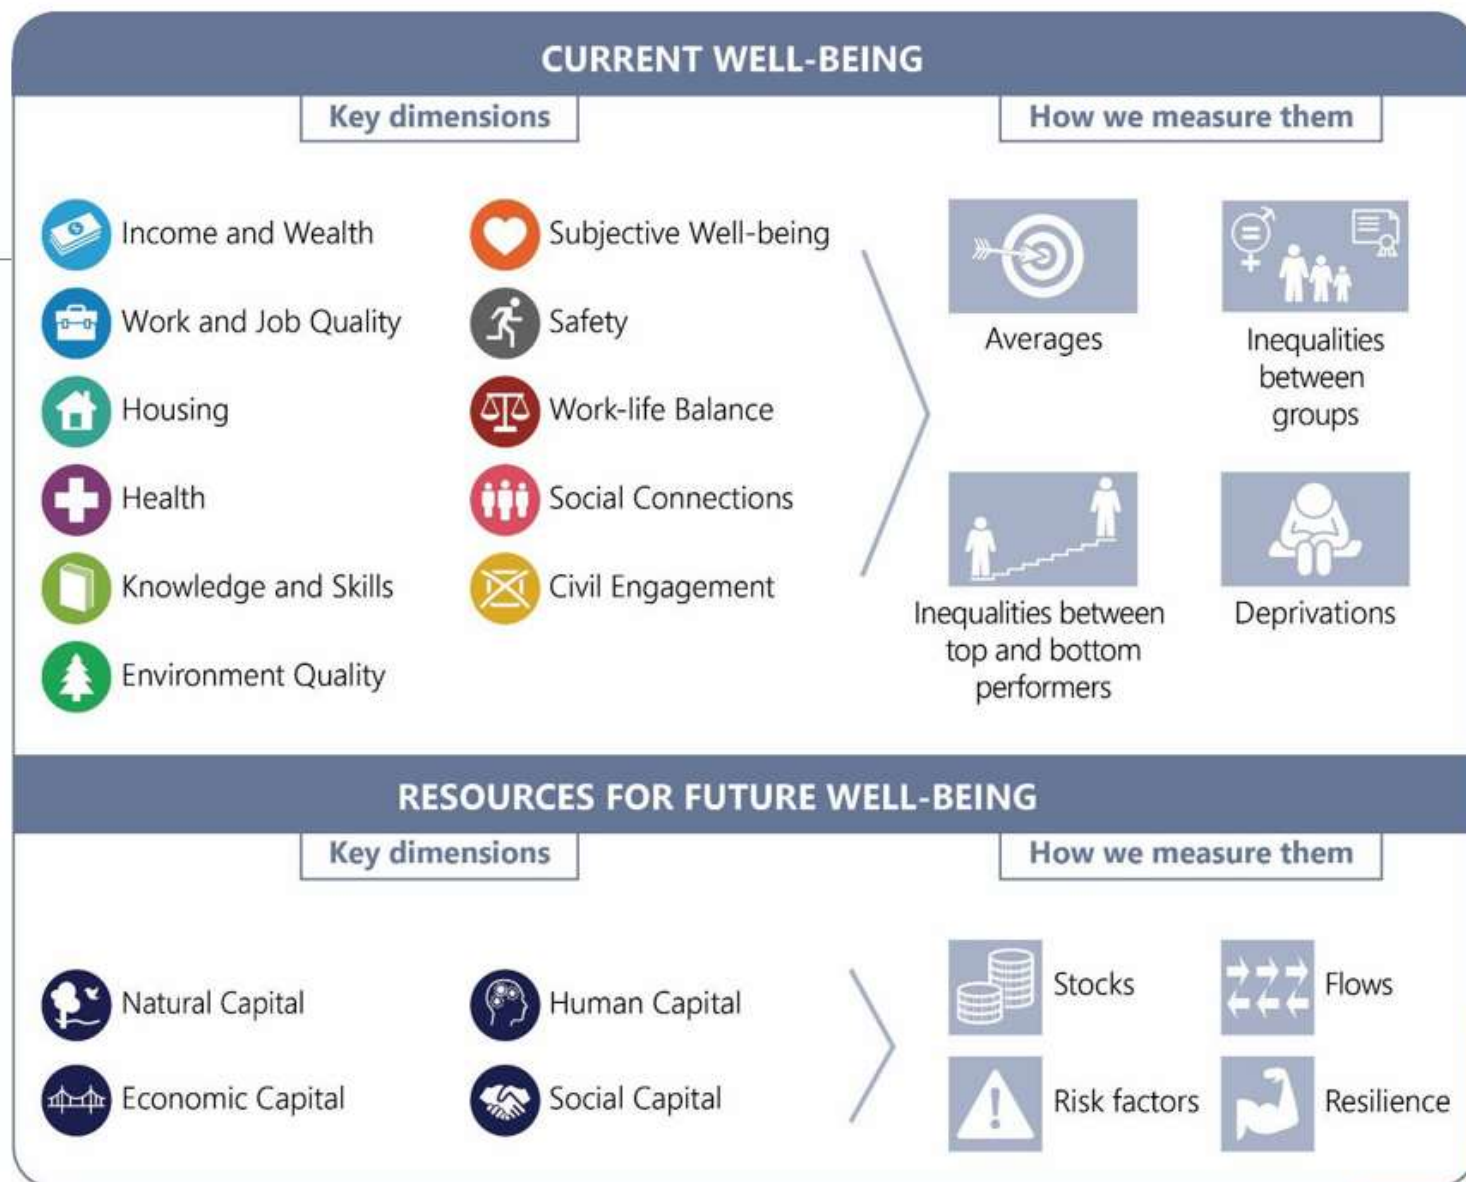 CURRENT WELL-BEING
Key dimensions
How we measure them
Income and Wealth
Work and Job Quality
Housing
Health
Knowledge and Skills
Environment Quality
Subjective Well-being
Safety
Work-life Balance
Social Connections
Civil Engagement
Averages
Inequalities
between
groups
Inequalities between
top and bottom
performers
Deprivations
RESOURCES FOR FUTURE WELL-BEING
Key dimensions
How we measure them
Natural Capital
Economic Capital
Human Capital
Social Capital
Stocks
Flows
Risk factors
Resilience